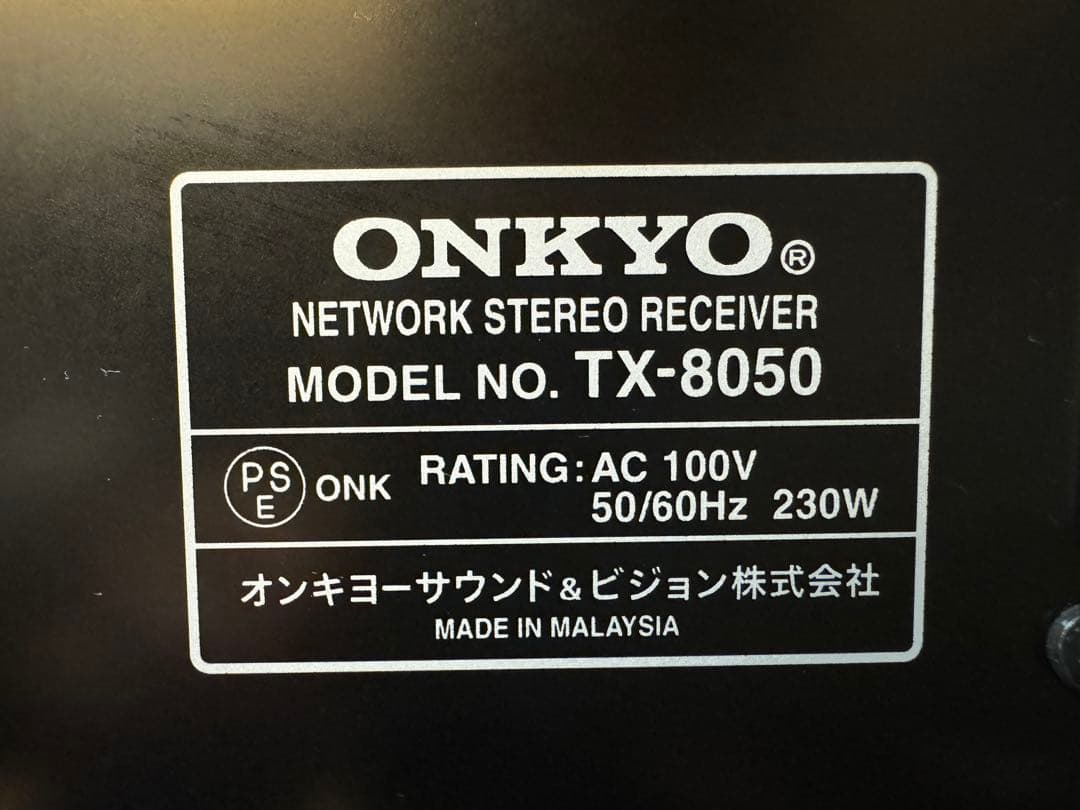 ONKYO®
NETWORK STEREO RECEIVER
MODEL NO. TX-8050
PSE ONK RATING: AC 100V
50/60Hz 230W
オンキヨーサウンド&ビジョン株式会社
MADE IN MALAYSIA